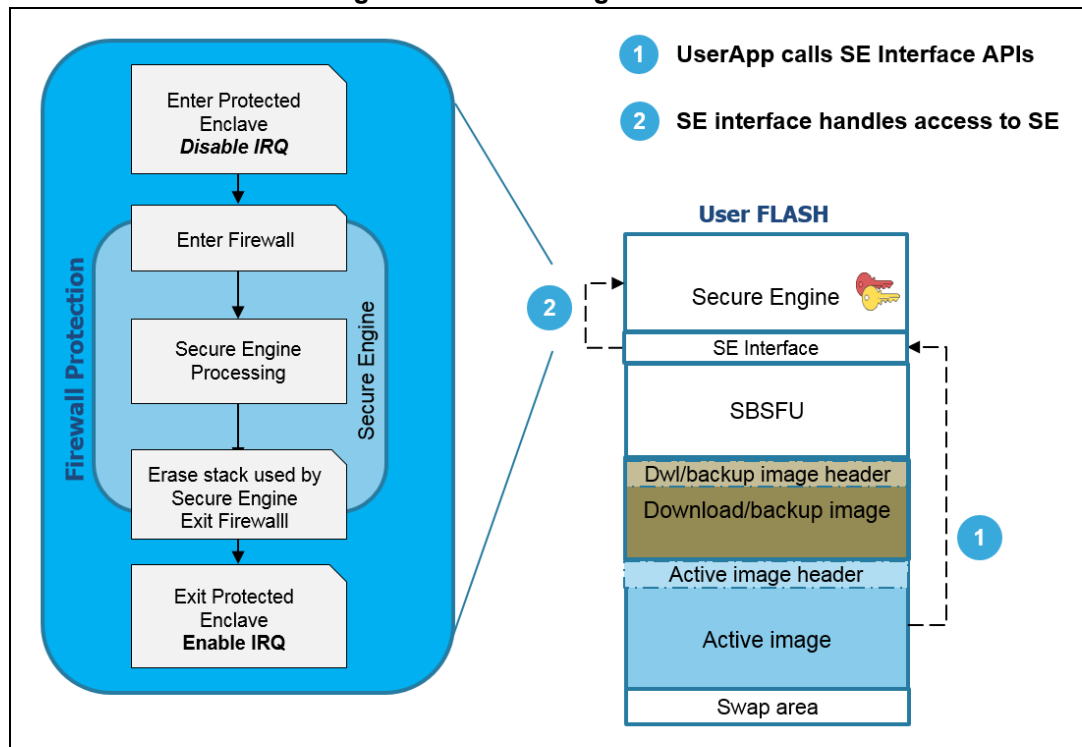 Enter Protected
Enclave
Disable IRQ
Enter Firewall
Secure Engine
Processing
Erase stack used by
Secure Engine
Exit Firewalll
Exit Protected
Enclave
Enable IRQ
Firewall Protection
Secure Engine
1
UserApp calls SE Interface APIs
2
SE interface handles access to SE
User FLASH
Secure Engine
2
SE Interface
SBSFU
Dwl/backup image header
Download/backup image
1
Active image header
Active image
Swap area